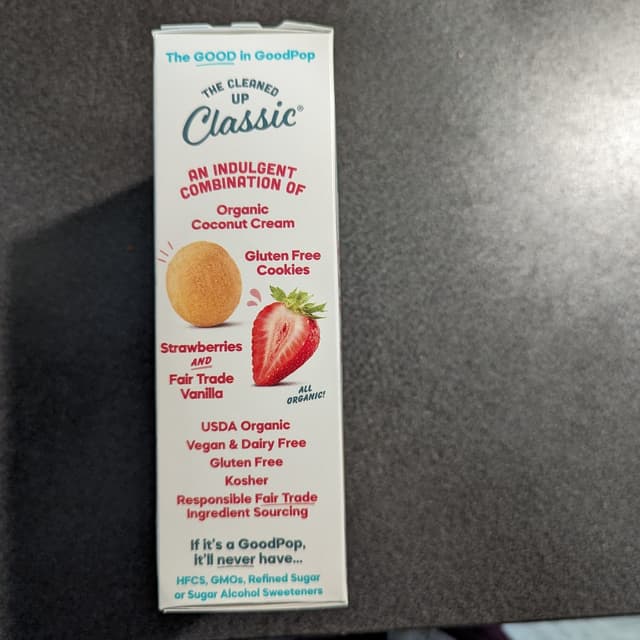 The GOOD in GoodPop
THE CLEANED
UP
Classic®
AN INDULGENT
COMBINATION OF
Organic
Coconut Cream
Gluten Free
Cookies
Strawberries
AND
Fair Trade
Vanilla
ALL
ORGANIC!
USDA Organic
Vegan & Dairy Free
Gluten Free
Kosher
Responsible Fair Trade
Ingredient Sourcing
If it's a GoodPop,
it'll never have...
HFCS, GMOs, Refined Sugar
or Sugar Alcohol Sweeteners